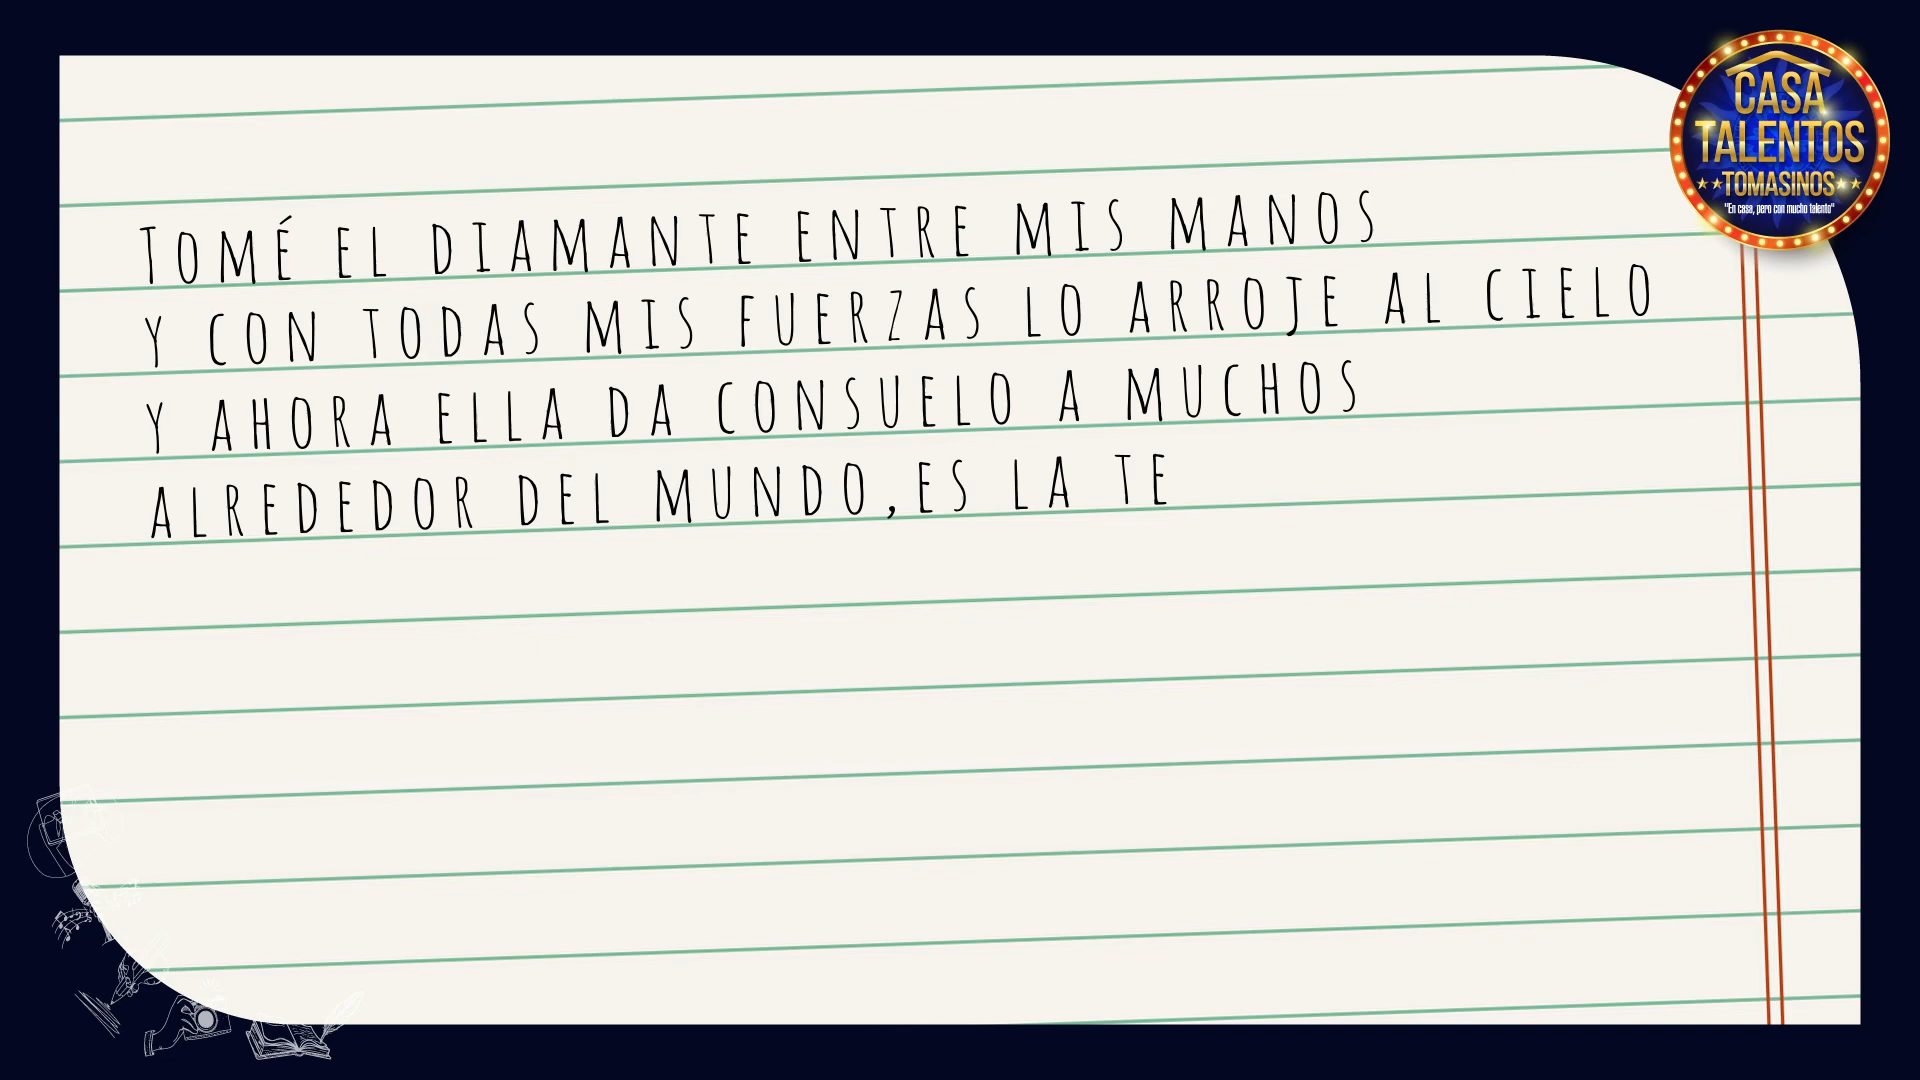 CASA
TALENTOS
TOMASINOS
"En casa, pero con mucho talento"
TOMÉ EL DIAMANTE ENTRE MIS MANOS
Y CON TODAS MIS FUERZAS LO ARROJE AL CIELO
Y AHORA ELLA DA CONSUELO A MUCHOS
ALREDEDOR DEL MUNDO,ES LA TE